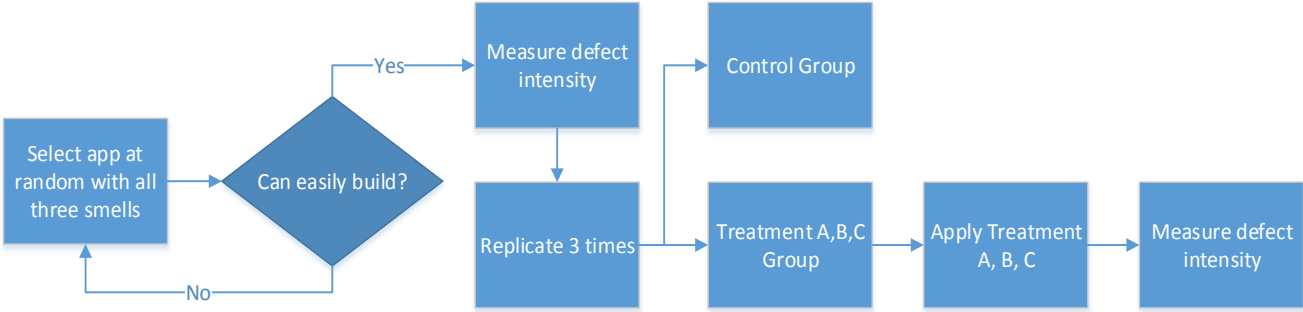 Select app at
random with all
three smells
Can easily build?
Yes
No
Measure defect
intensity
Replicate 3 times
Control Group
Treatment A,B,C
Group
Apply Treatment
A, B, C
Measure defect
intensity